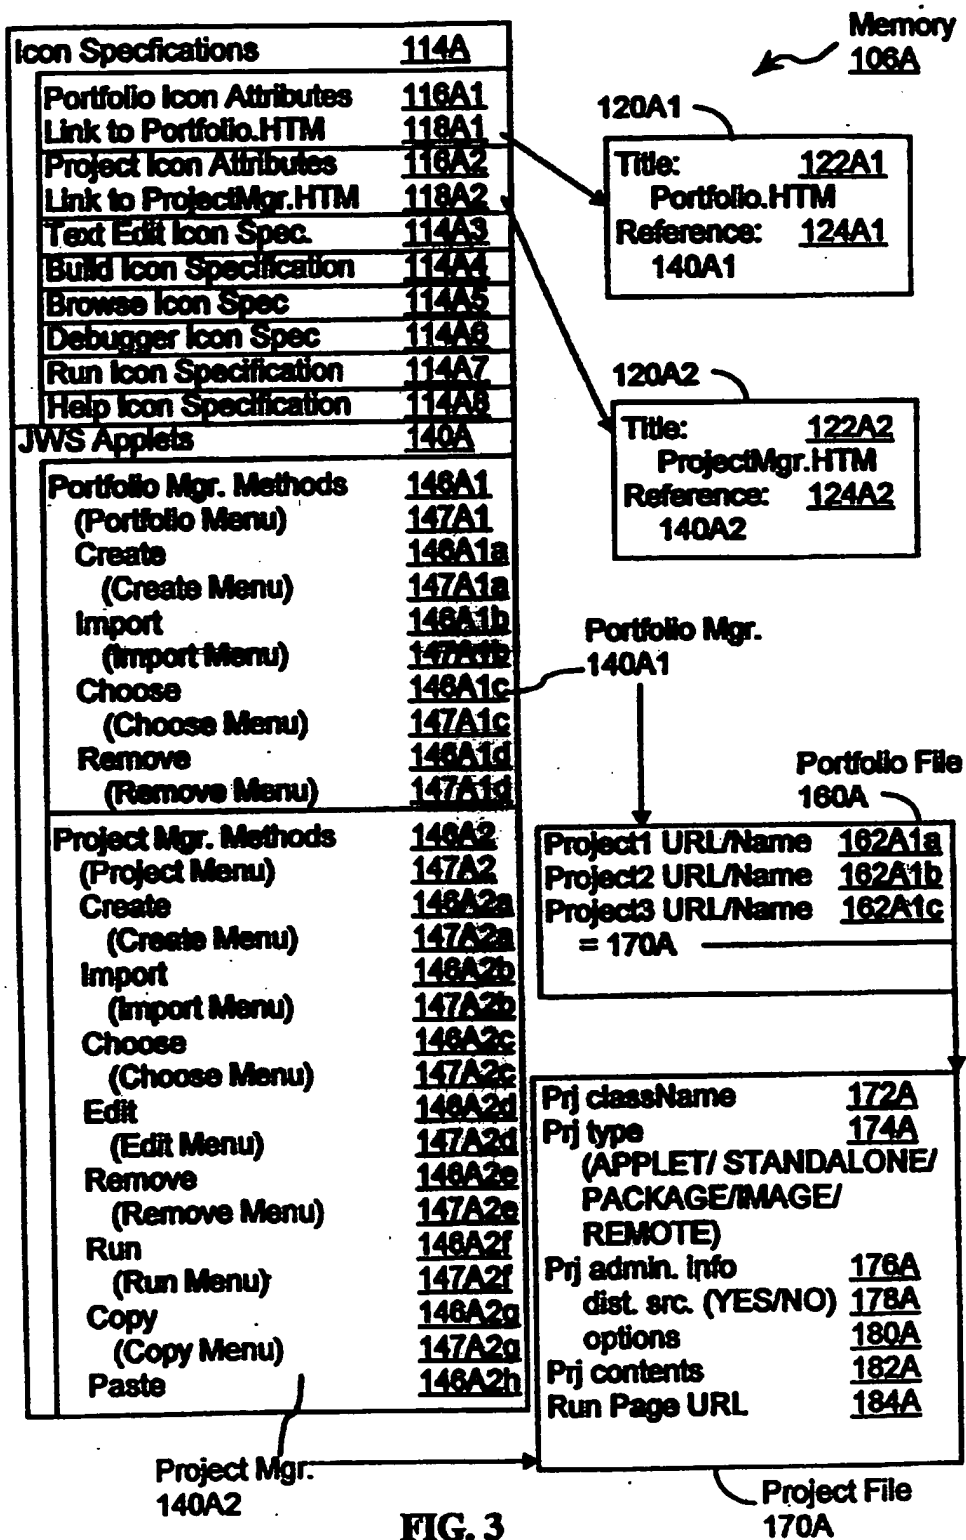 Memory
106A
Icon Specfications 114A
Portfolio Icon Attributes 116A1
Link to Portfolio.HTM 118A1
Project Icon Attributes 116A2
Link to ProjectMgr.HTM 118A2
Text Edit Icon Spec. 114A3
Build Icon Specification 114A4
Browse Icon Spec 114A5
Debugger Icon Spec 114A6
Run Icon Specification 114A7
Help Icon Specification 114A8
JWS Applets 140A
Portfolio Mgr. Methods 146A1
(Portfolio Menu) 147A1
Create 146A1a
(Create Menu) 147A1a
Import 146A1b
(Import Menu) 147A1b
Choose 146A1c
(Choose Menu) 147A1c
Remove 146A1d
(Remove Menu) 147A1d
Project Mgr. Methods 146A2
(Project Menu) 147A2
Create 146A2a
(Create Menu) 147A2a
Import 146A2b
(Import Menu) 147A2b
Choose 146A2c
(Choose Menu) 147A2c
Edit 146A2d
(Edit Menu) 147A2d
Remove 146A2e
(Remove Menu) 147A2e
Run 146A2f
(Run Menu) 147A2f
Copy 146A2g
(Copy Menu) 147A2g
Paste 146A2h
Project Mgr.
140A2
120A1
Title: 122A1
Portfolio.HTM
Reference: 124A1
140A1
120A2
Title: 122A2
ProjectMgr.HTM
Reference: 124A2
140A2
Portfolio Mgr.
140A1
Portfolio File
160A
Project1 URL/Name 162A1a
Project2 URL/Name 162A1b
Project3 URL/Name 162A1c
= 170A
Prj className 172A
Prj type 174A
(APPLET/ STANDALONE/
PACKAGE/IMAGE/
REMOTE)
Prj admin. info 176A
dist. src. (YES/NO) 178A
options 180A
Prj contents 182A
Run Page URL 184A
Project File
170A
FIG. 3